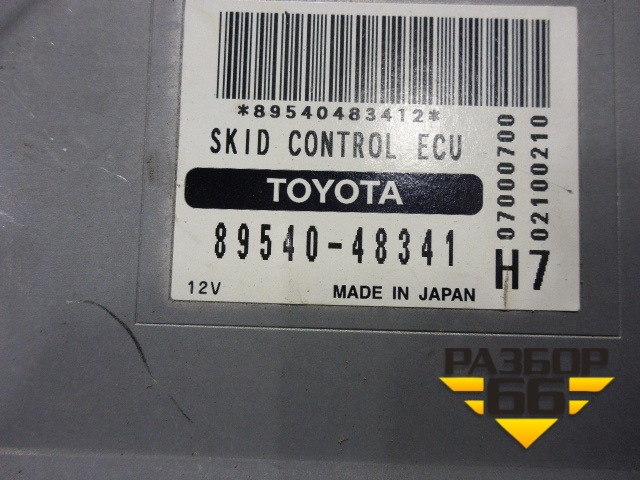 *89540483412*
SKID CONTROL ECU
TOYOTA
89540-48341
12V
MADE IN JAPAN
07000700
02100210
H7
РАЗБОР
66